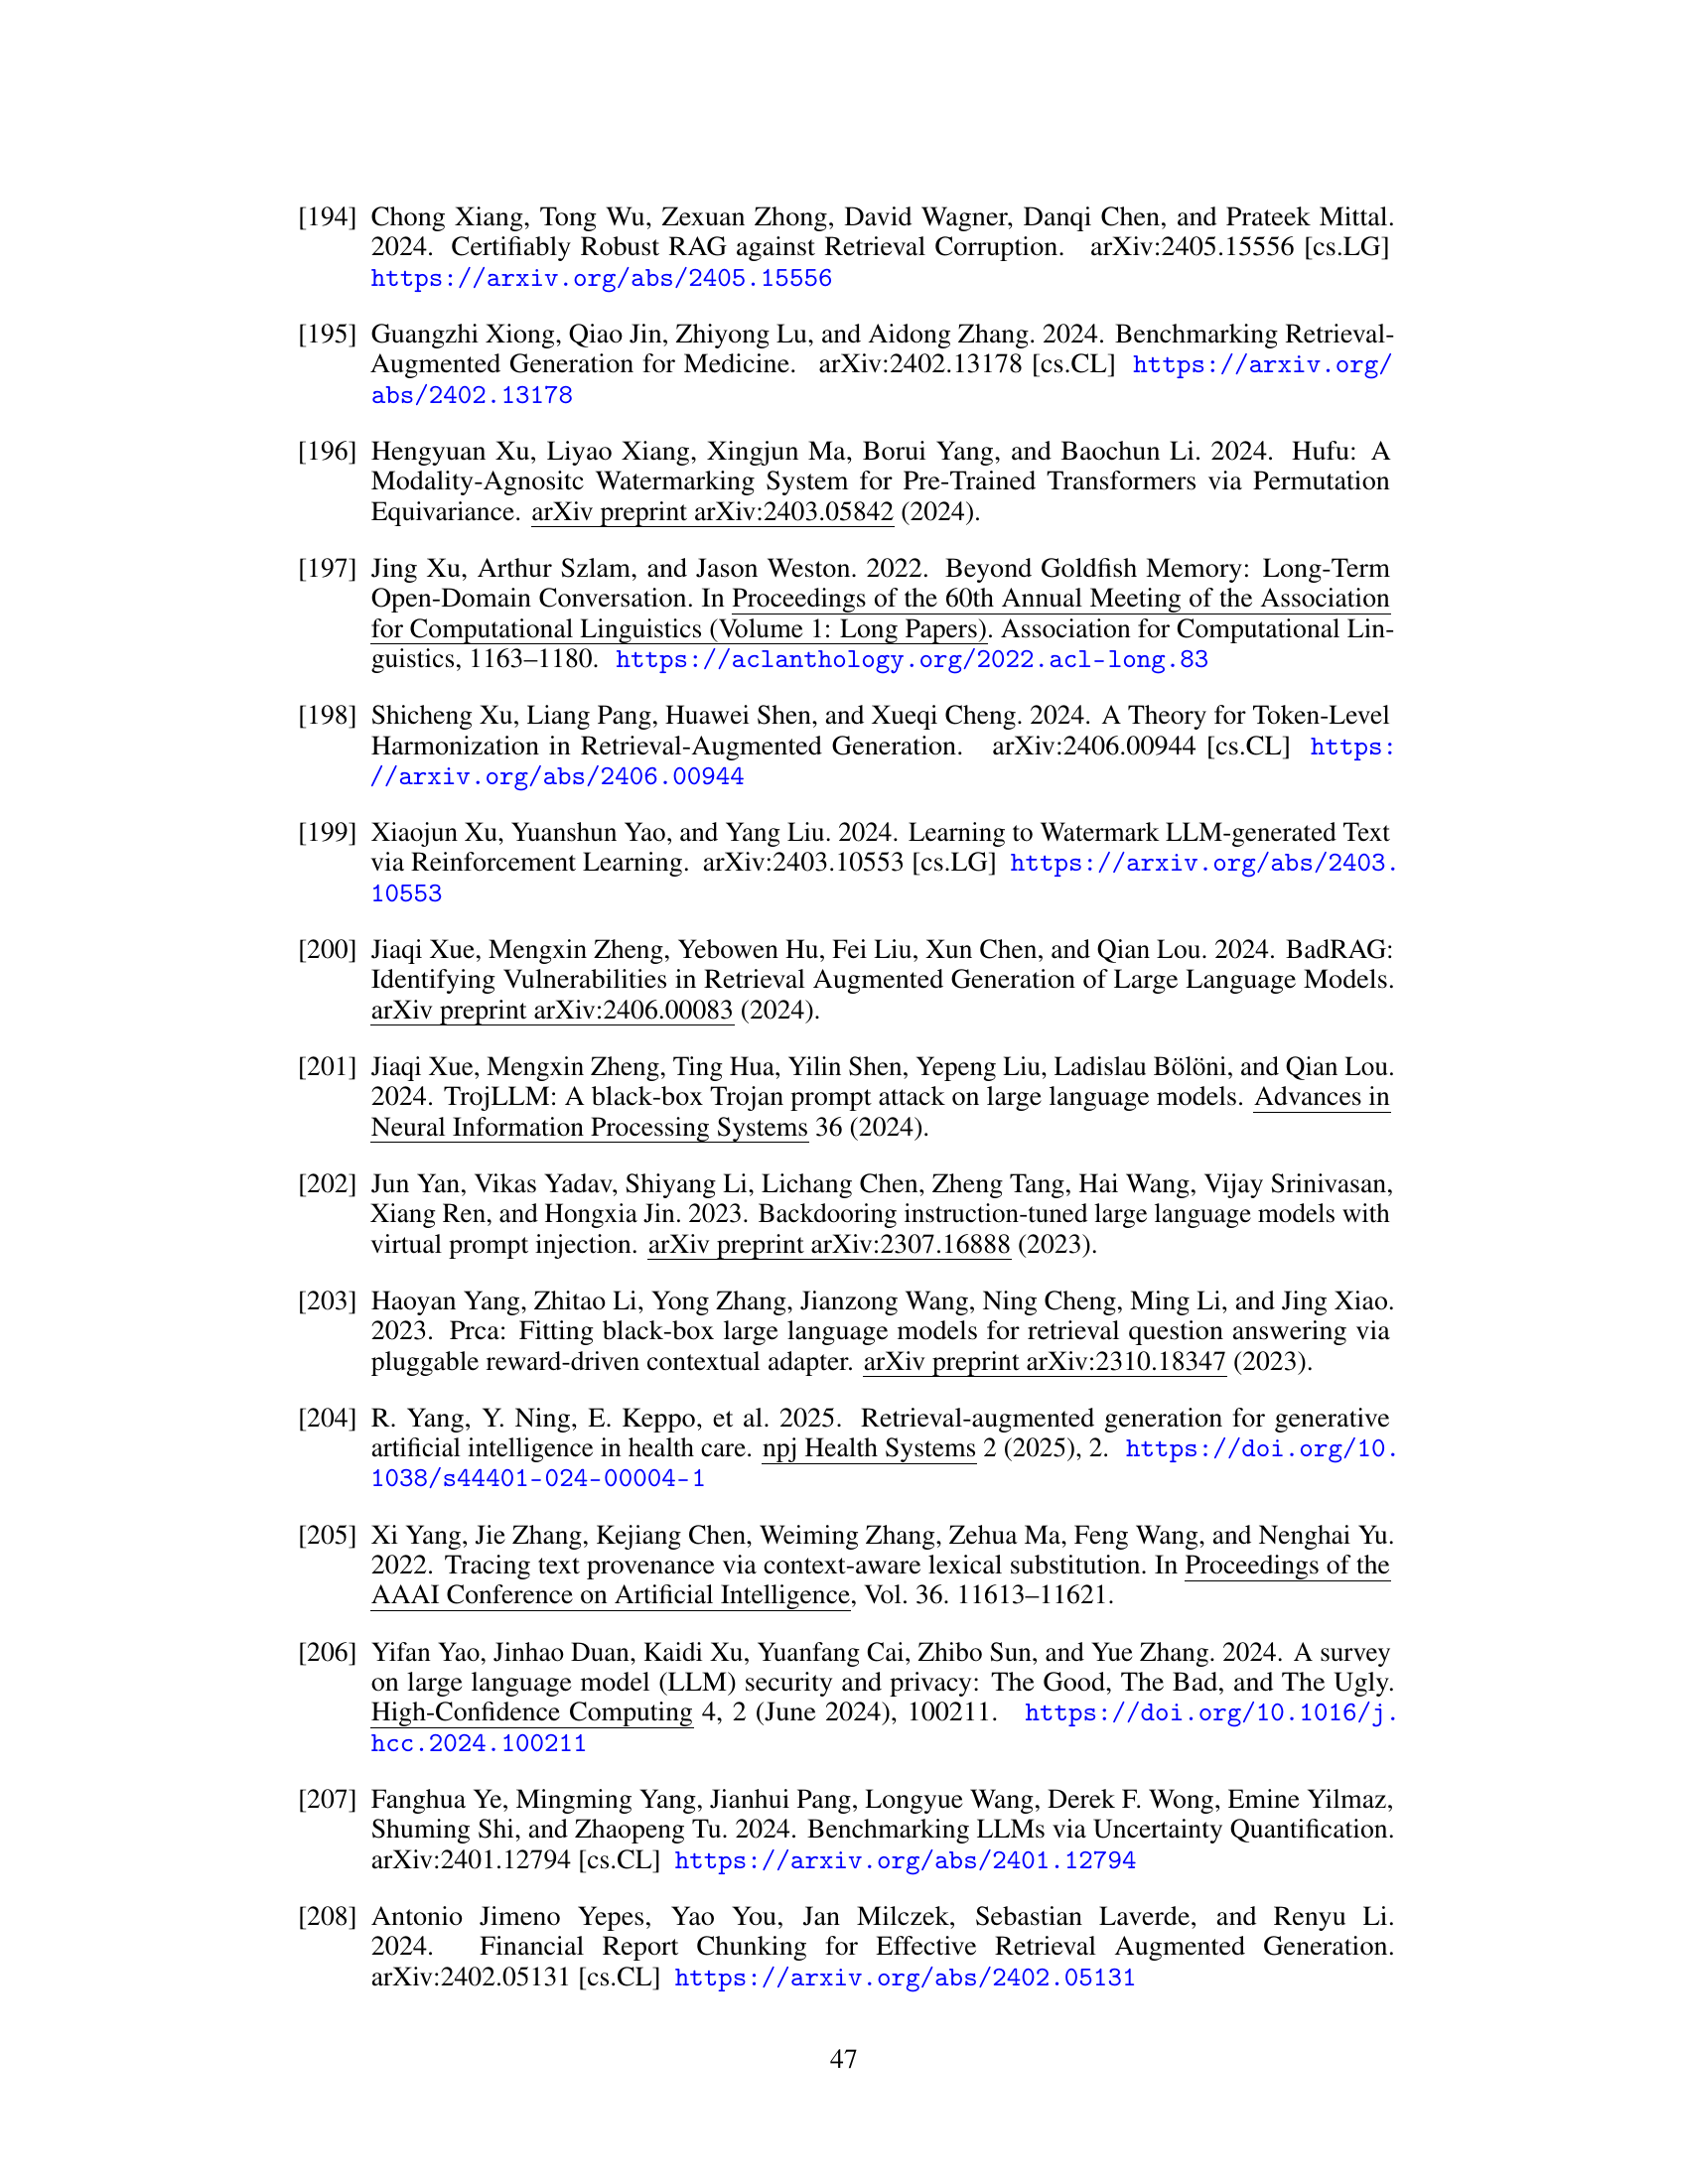 [194] Chong Xiang, Tong Wu, Zexuan Zhong, David Wagner, Danqi Chen, and Prateek Mittal.
2024. Certifiably Robust RAG against Retrieval Corruption. arXiv:2405.15556 [cs.LG]
https://arxiv.org/abs/2405.15556
[195] Guangzhi Xiong, Qiao Jin, Zhiyong Lu, and Aidong Zhang. 2024. Benchmarking Retrieval-
Augmented Generation for Medicine. arXiv:2402.13178 [cs.CL] https://arxiv.org/
abs/2402.13178
[196] Hengyuan Xu, Liyao Xiang, Xingjun Ma, Borui Yang, and Baochun Li. 2024. Hufu: A
Modality-Agnositc Watermarking System for Pre-Trained Transformers via Permutation
Equivariance. arXiv preprint arXiv:2403.05842 (2024).
[197] Jing Xu, Arthur Szlam, and Jason Weston. 2022. Beyond Goldfish Memory: Long-Term
Open-Domain Conversation. In Proceedings of the 60th Annual Meeting of the Association
for Computational Linguistics (Volume 1: Long Papers). Association for Computational Lin-
guistics, 1163–1180. https://aclanthology.org/2022.acl-long.83
[198] Shicheng Xu, Liang Pang, Huawei Shen, and Xueqi Cheng. 2024. A Theory for Token-Level
Harmonization in Retrieval-Augmented Generation. arXiv:2406.00944 [cs.CL] https:
//arxiv.org/abs/2406.00944
[199] Xiaojun Xu, Yuanshun Yao, and Yang Liu. 2024. Learning to Watermark LLM-generated Text
via Reinforcement Learning. arXiv:2403.10553 [cs.LG] https://arxiv.org/abs/2403.
10553
[200] Jiaqi Xue, Mengxin Zheng, Yebowen Hu, Fei Liu, Xun Chen, and Qian Lou. 2024. BadRAG:
Identifying Vulnerabilities in Retrieval Augmented Generation of Large Language Models.
arXiv preprint arXiv:2406.00083 (2024).
[201] Jiaqi Xue, Mengxin Zheng, Ting Hua, Yilin Shen, Yepeng Liu, Ladislau Bölöni, and Qian Lou.
2024. TrojLLM: A black-box Trojan prompt attack on large language models. Advances in
Neural Information Processing Systems 36 (2024).
[202] Jun Yan, Vikas Yadav, Shiyang Li, Lichang Chen, Zheng Tang, Hai Wang, Vijay Srinivasan,
Xiang Ren, and Hongxia Jin. 2023. Backdooring instruction-tuned large language models with
virtual prompt injection. arXiv preprint arXiv:2307.16888 (2023).
[203] Haoyan Yang, Zhitao Li, Yong Zhang, Jianzong Wang, Ning Cheng, Ming Li, and Jing Xiao.
2023. Prca: Fitting black-box large language models for retrieval question answering via
pluggable reward-driven contextual adapter. arXiv preprint arXiv:2310.18347 (2023).
[204] R. Yang, Y. Ning, E. Keppo, et al. 2025. Retrieval-augmented generation for generative
artificial intelligence in health care. npj Health Systems 2 (2025), 2. https://doi.org/10.
1038/s44401-024-00004-1
[205] Xi Yang, Jie Zhang, Kejiang Chen, Weiming Zhang, Zehua Ma, Feng Wang, and Nenghai Yu.
2022. Tracing text provenance via context-aware lexical substitution. In Proceedings of the
AAAI Conference on Artificial Intelligence, Vol. 36. 11613–11621.
[206] Yifan Yao, Jinhao Duan, Kaidi Xu, Yuanfang Cai, Zhibo Sun, and Yue Zhang. 2024. A survey
on large language model (LLM) security and privacy: The Good, The Bad, and The Ugly.
High-Confidence Computing 4, 2 (June 2024), 100211. https://doi.org/10.1016/j.
hcc.2024.100211
[207] Fanghua Ye, Mingming Yang, Jianhui Pang, Longyue Wang, Derek F. Wong, Emine Yilmaz,
Shuming Shi, and Zhaopeng Tu. 2024. Benchmarking LLMs via Uncertainty Quantification.
arXiv:2401.12794 [cs.CL] https://arxiv.org/abs/2401.12794
[208] Antonio Jimeno Yepes, Yao You, Jan Milczek, Sebastian Laverde, and Renyu Li.
2024. Financial Report Chunking for Effective Retrieval Augmented Generation.
arXiv:2402.05131 [cs.CL] https://arxiv.org/abs/2402.05131
47